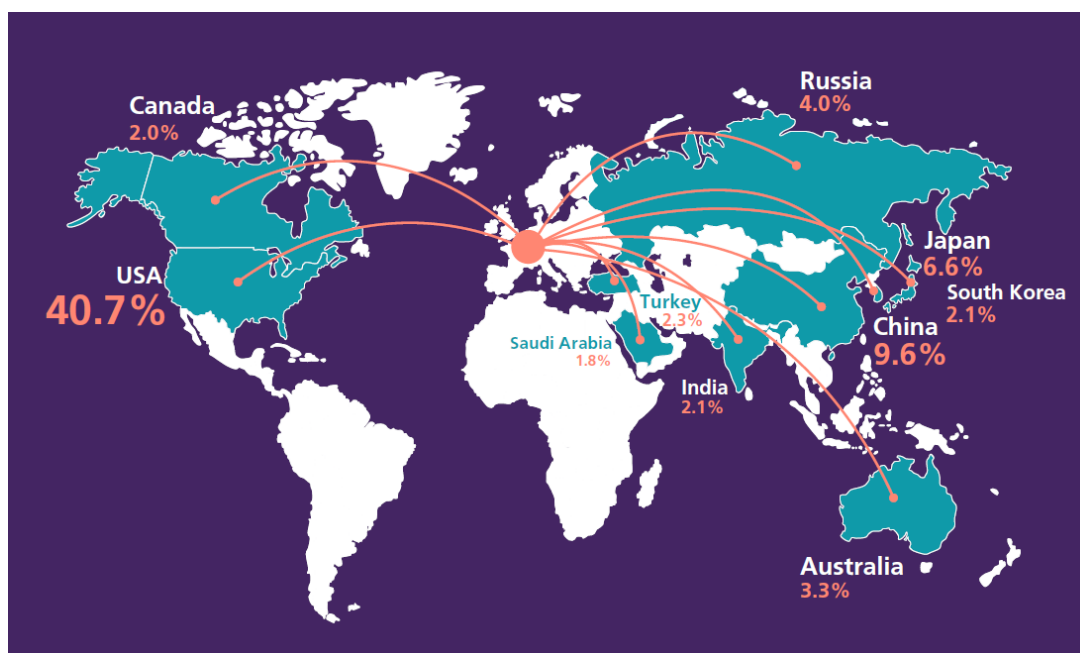 Canada
2.0%
USA
40.7%
Russia
4.0%
Japan
6.6%
South Korea
2.1%
China
9.6%
Turkey
2.3%
Saudi Arabia
1.8%
India
2.1%
Australia
3.3%